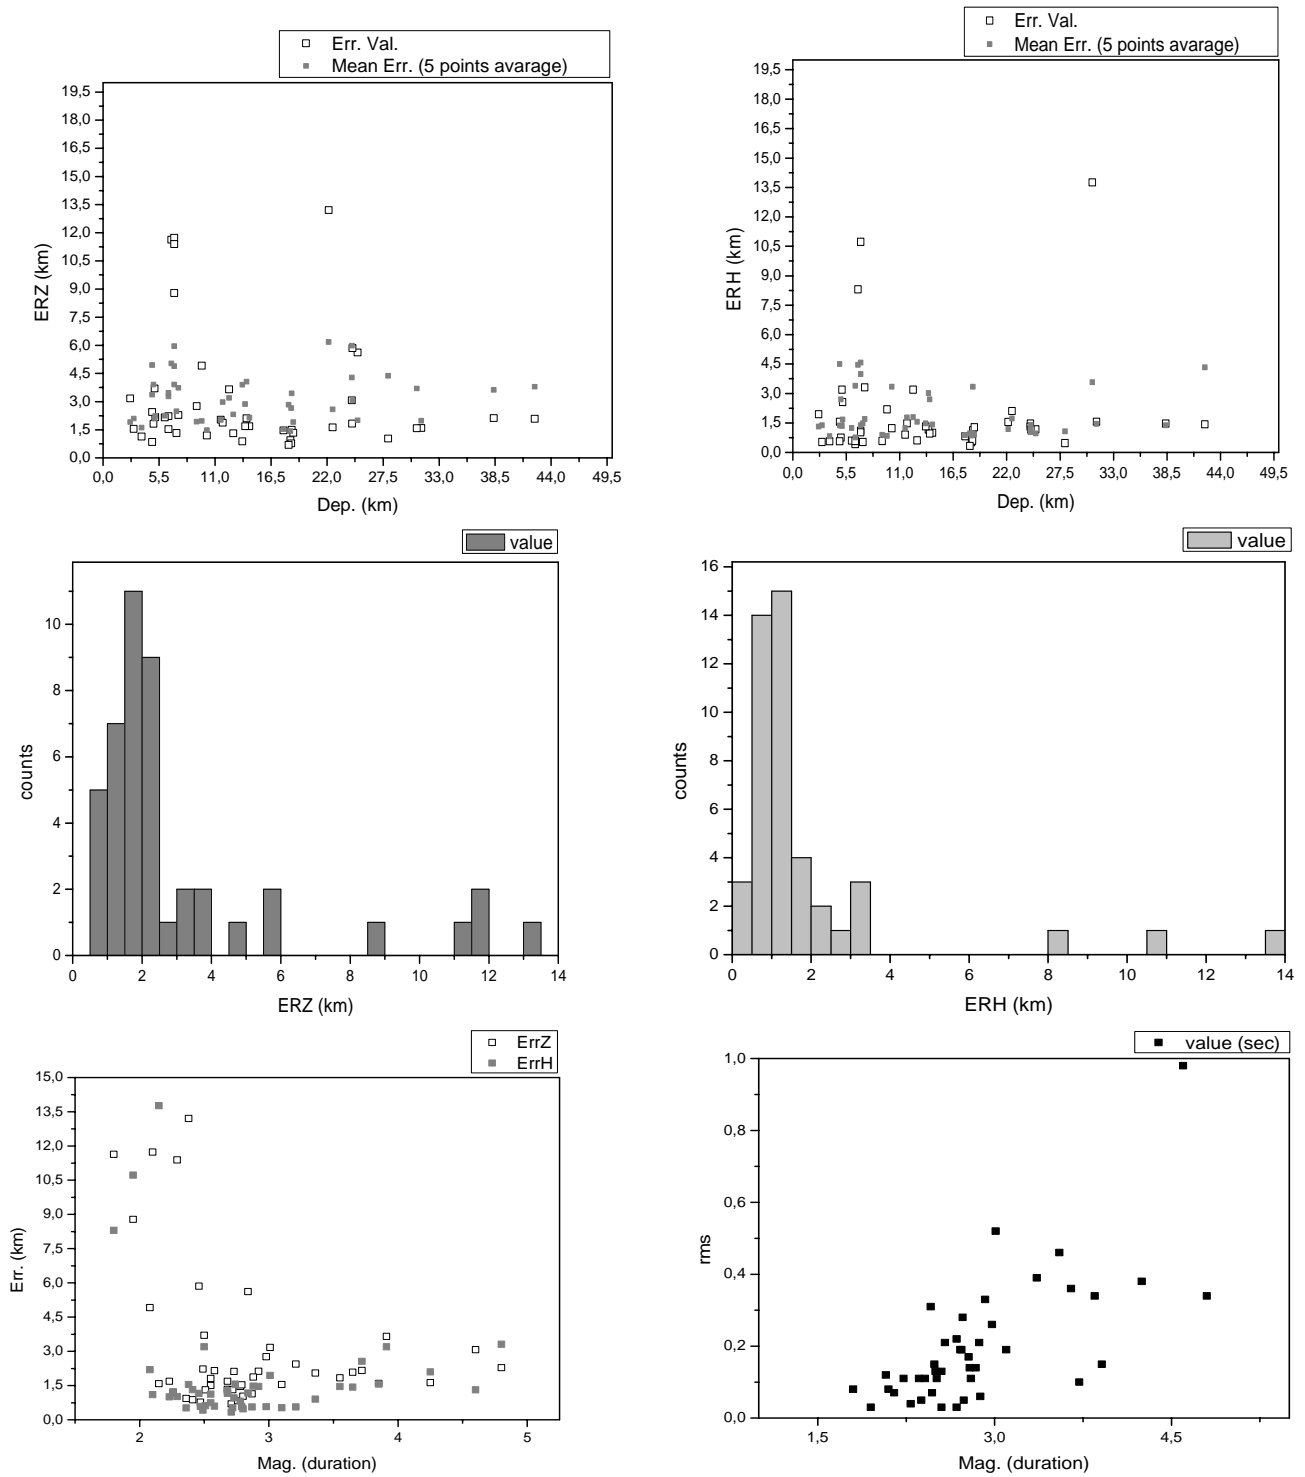 Err. Val.
Mean Err. (5 points avarage)
19,5
18,0
16,5
15,0
13,5
12,0
10,5
9,0
7,5
6,0
4,5
3,0
1,5
0,0
ERZ (km)
0,0 5,5 11,0 16,5 22,0 27,5 33,0 38,5 44,0 49,5
Dep. (km)
Err. Val.
Mean Err. (5 points avarage)
19,5
18,0
16,5
15,0
13,5
12,0
10,5
9,0
7,5
6,0
4,5
3,0
1,5
0,0
ERH (km)
0,0 5,5 11,0 16,5 22,0 27,5 33,0 38,5 44,0 49,5
Dep. (km)
value
10
8
6
4
2
0
counts
0 2 4 6 8 10 12 14
ERZ (km)
value
16
14
12
10
8
6
4
2
0
counts
0 2 4 6 8 10 12 14
ERH (km)
ErrZ
ErrH
15,0
13,5
12,0
10,5
9,0
7,5
6,0
4,5
3,0
1,5
0,0
Err. (km)
2 3 4 5
Mag. (duration)
value (sec)
1,0
0,8
0,6
0,4
0,2
0,0
rms
1,5 3,0 4,5
Mag. (duration)